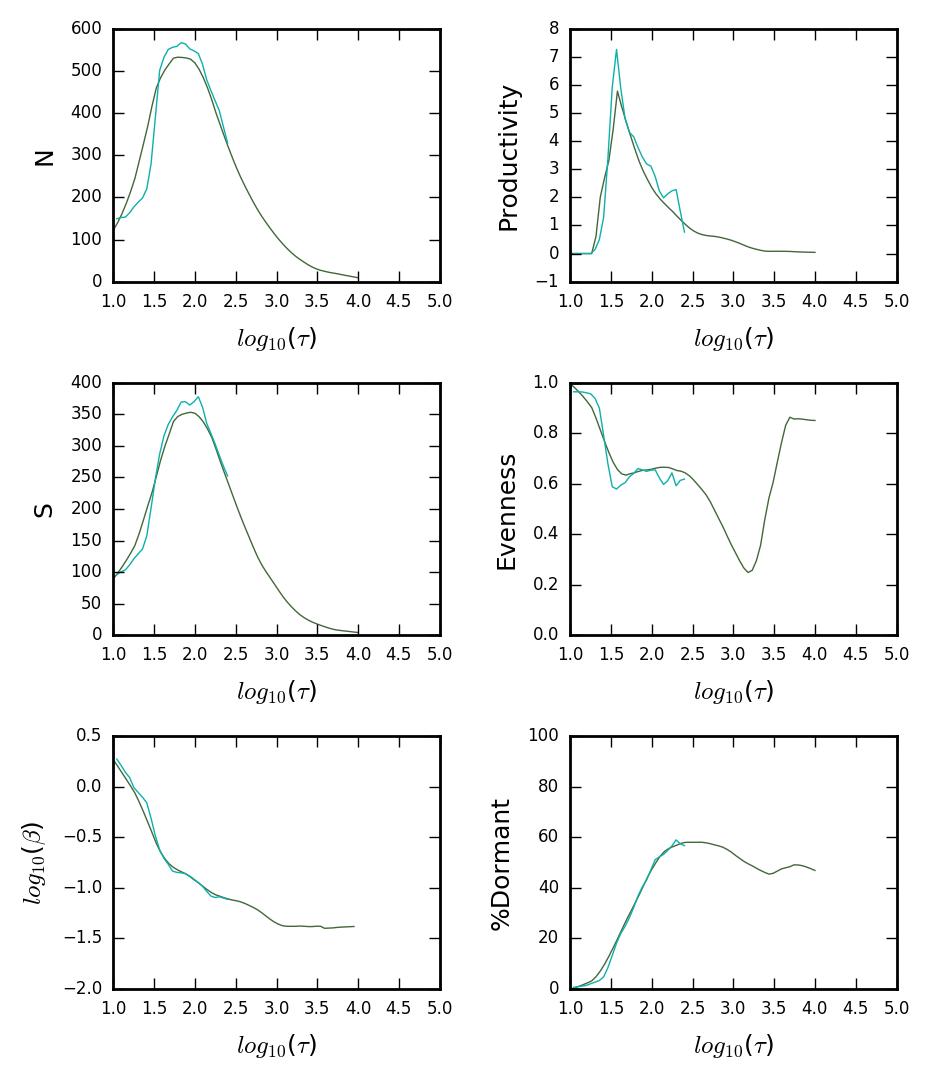 600
500
400
300
200
100
0
N
1.0 1.5 2.0 2.5 3.0 3.5 4.0 4.5 5.0
log10(τ)
8
7
6
5
4
3
2
1
0
−1
Productivity
1.0 1.5 2.0 2.5 3.0 3.5 4.0 4.5 5.0
log10(τ)
400
350
300
250
200
150
100
50
0
S
1.0 1.5 2.0 2.5 3.0 3.5 4.0 4.5 5.0
log10(τ)
1.0
0.8
0.6
0.4
0.2
0.0
Evenness
1.0 1.5 2.0 2.5 3.0 3.5 4.0 4.5 5.0
log10(τ)
0.5
0.0
−0.5
−1.0
−1.5
−2.0
log10(β)
1.0 1.5 2.0 2.5 3.0 3.5 4.0 4.5 5.0
log10(τ)
100
80
60
40
20
0
%Dormant
1.0 1.5 2.0 2.5 3.0 3.5 4.0 4.5 5.0
log10(τ)